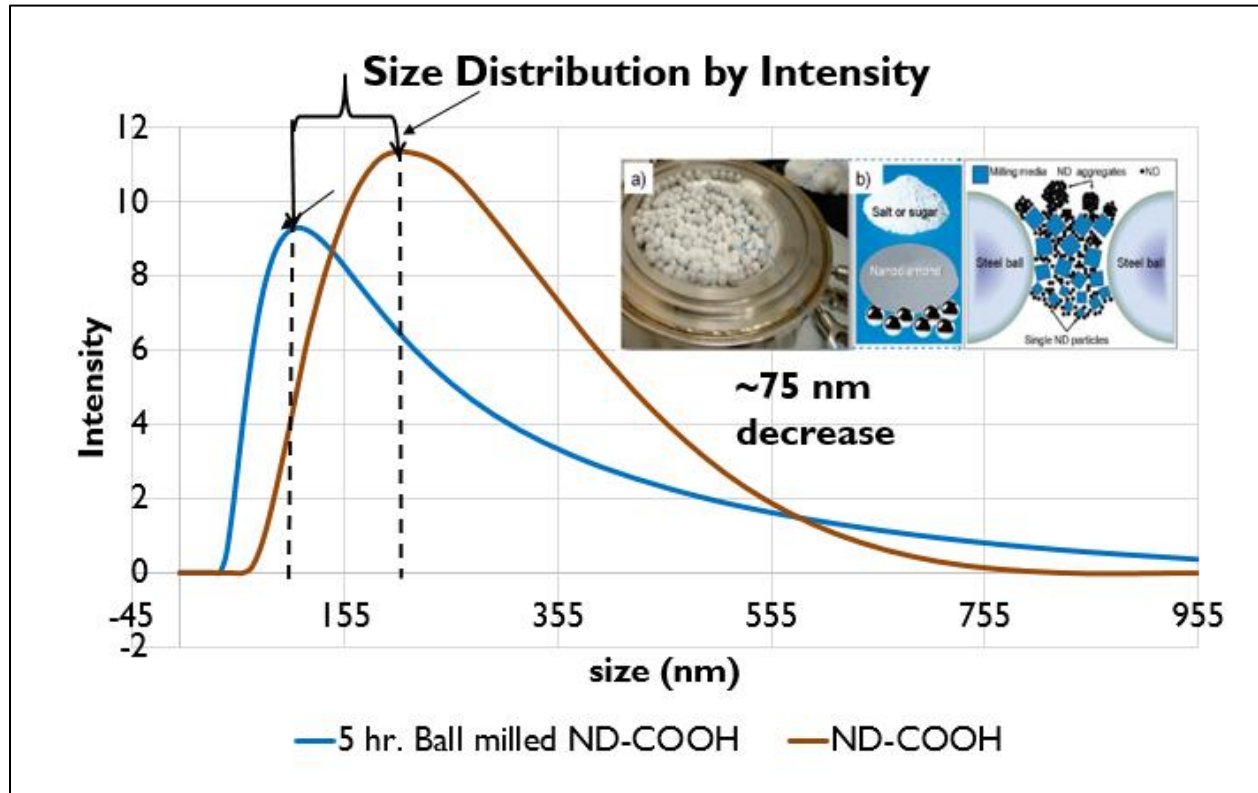 Size Distribution by Intensity
12
10
8
6
4
2
0
-2
Intensity
-45
155
355
555
755
955
size (nm)
a)
b)
Salt or sugar
Nanodiamond
Milling media ND aggregates ND
Steel ball
Steel ball
Single ND particles
~75 nm
decrease
5 hr. Ball milled ND-COOH
ND-COOH